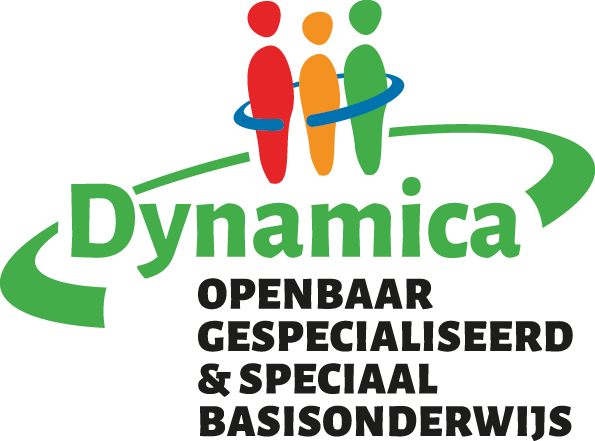 Dynamica
OPENBAAR
GESPECIALISEERD
& SPECIAAL
BASISONDERWIJS